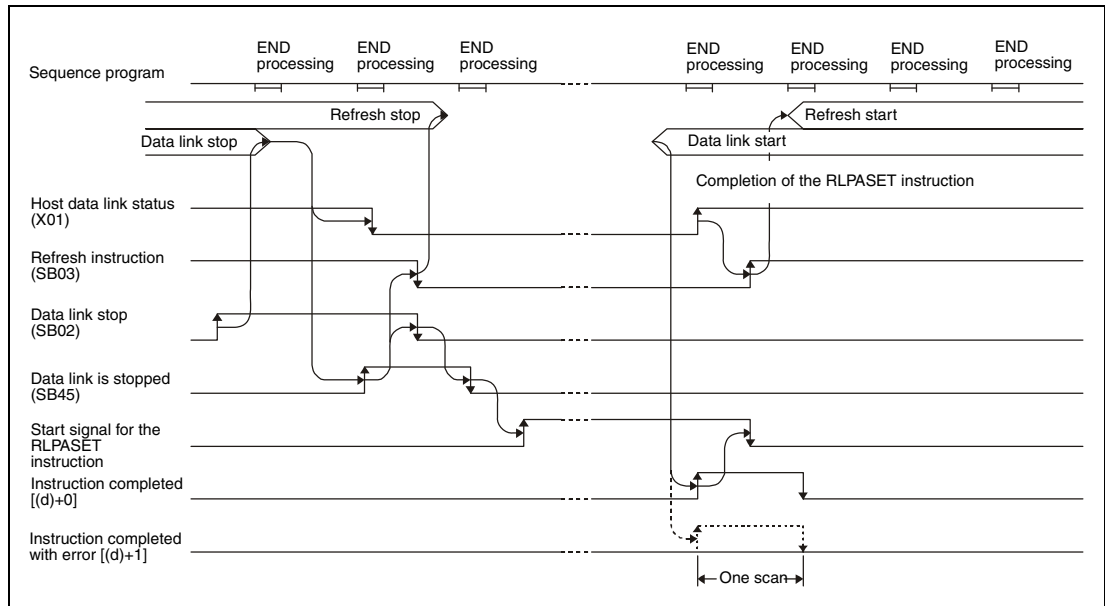 END
processing
END
processing
END
processing
END
processing
END
processing
END
processing
END
processing
Sequence program
Refresh stop
Refresh start
Data link stop
Data link start
Completion of the RLPASET instruction
Host data link status
(X01)
Refresh instruction
(SB03)
Data link stop
(SB02)
Data link is stopped
(SB45)
Start signal for the
RLPASET
instruction
Instruction completed
[(d)+0]
Instruction completed
with error [(d)+1]
One scan